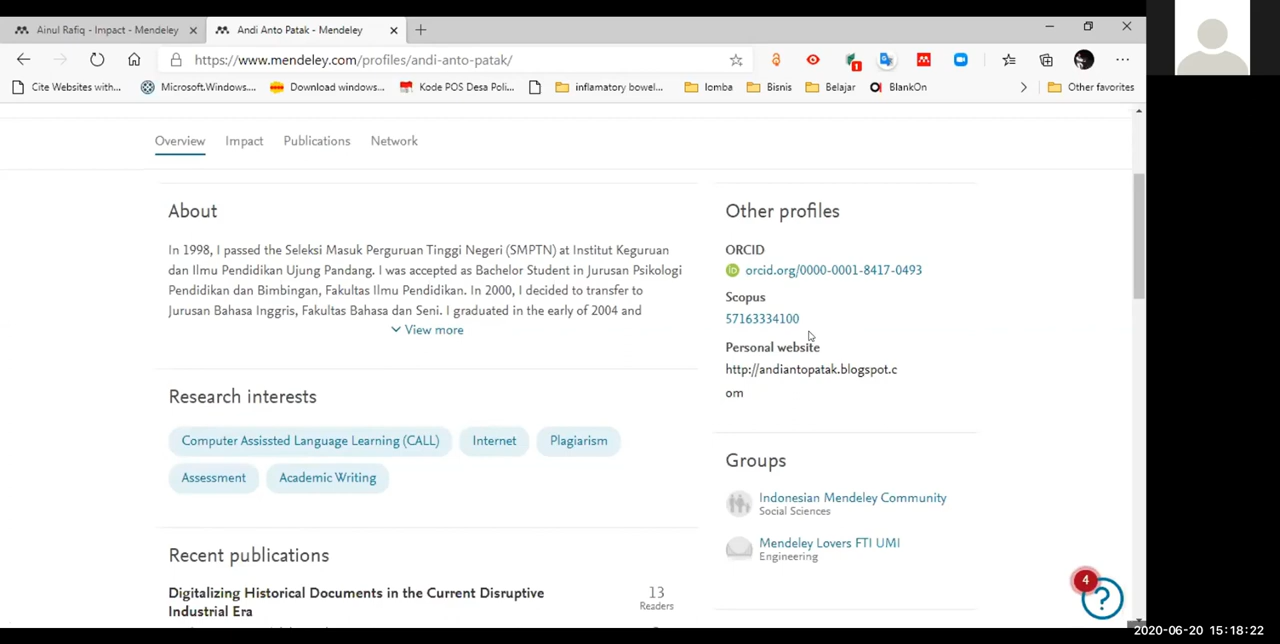 Ainul Rafiq - Impact - Mendeley
Andi Anto Patak - Mendeley
https://www.mendeley.com/profiles/andi-anto-patak/
1
Cite Websites with...
Microsoft.Windows....
Download windows...
Kode POS Desa Poli...
inflamatory bowel...
lomba
Bisnis
Belajar
BlankOn
Other favorites
Overview
Impact
Publications
Network
About
In 1998, I passed the Seleksi Masuk Perguruan Tinggi Negeri (SMPTN) at Institut Keguruan
dan Ilmu Pendidikan Ujung Pandang. I was accepted as Bachelor Student in Jurusan Psikologi
Pendidikan dan Bimbingan, Fakultas Ilmu Pendidikan. In 2000, I decided to transfer to
Jurusan Bahasa Inggris, Fakultas Bahasa dan Seni. I graduated in the early of 2004 and
View more
Research interests
Computer Assissted Language Learning (CALL)
Internet
Plagiarism
Assessment
Academic Writing
Recent publications
Digitalizing Historical Documents in the Current Disruptive
Industrial Era
13
Readers
Other profiles
ORCID
iD orcid.org/0000-0001-8417-0493
Scopus
57163334100
Personal website
http://andiantopatak.blogspot.c
om
Groups
Indonesian Mendeley Community
Social Sciences
Mendeley Lovers FTI UMI
Engineering
4
?
2020-06-20 15:18:22